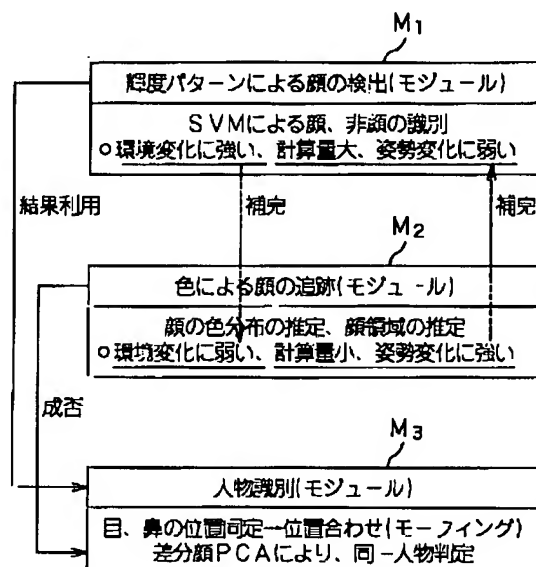 M1
輝度パターンによる顔の検出(モジュール)
SVMによる顔、非顔の識別
○環境変化に強い、計算量大、姿勢変化に弱い
結果利用
補完
補完
M2
色による顔の追跡(モジュール)
顔の色分布の推定、顔領域の推定
○環境変化に弱い、計算量小、姿勢変化に強い
成否
M3
人物識別(モジュール)
目、鼻の位置同定―位置合わせ(モーフィング)
差分顔PCAにより、同一人物判定